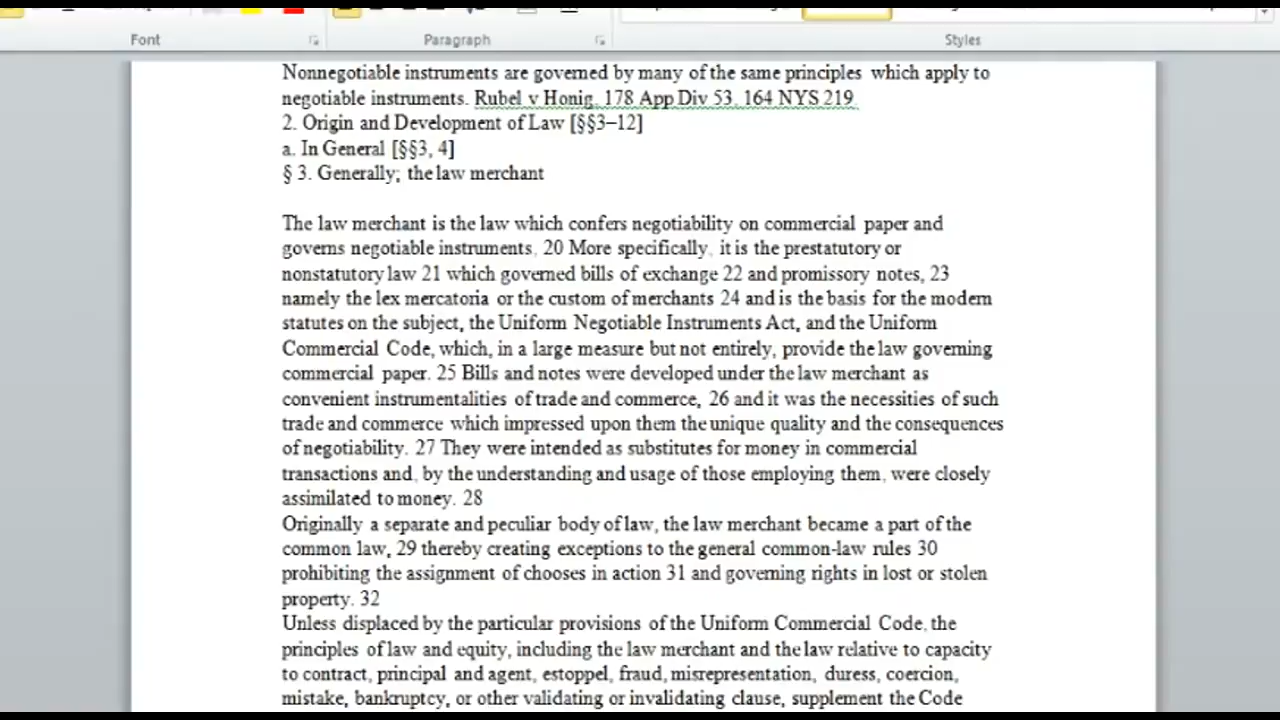 Font
Paragraph
Styles
Nonnegotiable instruments are governed by many of the same principles which apply to
negotiable instruments. Rubel v Honig, 178 App Div 53, 164 NYS 219.
2. Origin and Development of Law [§§3–12]
a. In General [§§3, 4]
§ 3. Generally; the law merchant
The law merchant is the law which confers negotiability on commercial paper and
governs negotiable instruments, 20 More specifically, it is the prestatutory or
nonstatutory law 21 which governed bills of exchange 22 and promissory notes, 23
namely the lex mercatoria or the custom of merchants 24 and is the basis for the modern
statutes on the subject, the Uniform Negotiable Instruments Act, and the Uniform
Commercial Code, which, in a large measure but not entirely, provide the law governing
commercial paper. 25 Bills and notes were developed under the law merchant as
convenient instrumentalities of trade and commerce, 26 and it was the necessities of such
trade and commerce which impressed upon them the unique quality and the consequences
of negotiability. 27 They were intended as substitutes for money in commercial
transactions and, by the understanding and usage of those employing them, were closely
assimilated to money. 28
Originally a separate and peculiar body of law, the law merchant became a part of the
common law, 29 thereby creating exceptions to the general common-law rules 30
prohibiting the assignment of chooses in action 31 and governing rights in lost or stolen
property. 32
Unless displaced by the particular provisions of the Uniform Commercial Code, the
principles of law and equity, including the law merchant and the law relative to capacity
to contract, principal and agent, estoppel, fraud, misrepresentation, duress, coercion,
mistake, bankruptcy, or other validating or invalidating clause, supplement the Code